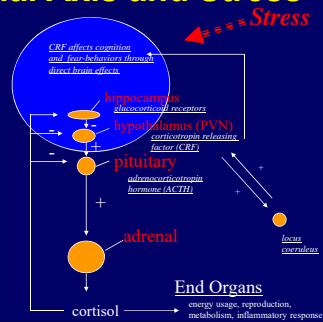 Stress
CRF affects cognition
and fear-behaviors through
direct brain effects
hippocampus
glucocorticoid receptors
-
hypothalamus (PVN)
-
corticotropin releasing
factor (CRF)
+
-
pituitary
adrenocorticotropin
hormone (ACTH)
+
+
+
locus
coeruleus
adrenal
End Organs
energy usage, reproduction,
metabolism, inflammatory response
cortisol